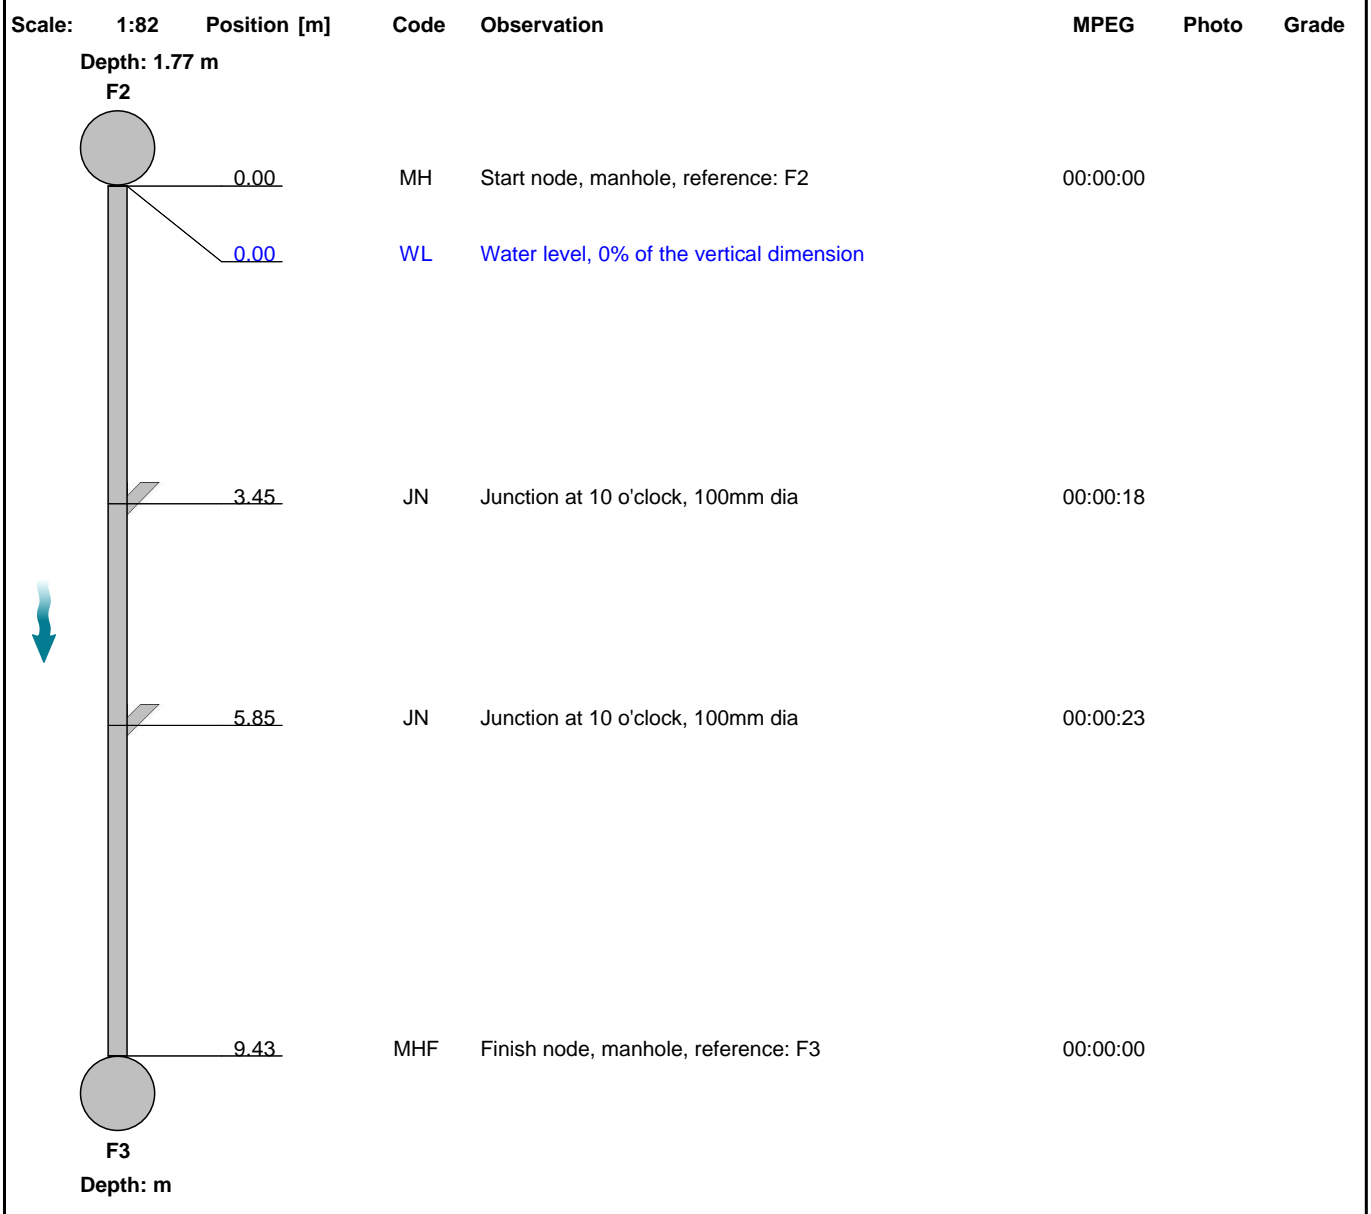 Scale: 1:82 Position [m] Code Observation MPEG Photo Grade
Depth: 1.77 m
F2
0.00 MH Start node, manhole, reference: F2 00:00:00
0.00 WL Water level, 0% of the vertical dimension
3.45 JN Junction at 10 o'clock, 100mm dia 00:00:18
5.85 JN Junction at 10 o'clock, 100mm dia 00:00:23
9.43 MHF Finish node, manhole, reference: F3 00:00:00
F3
Depth: m